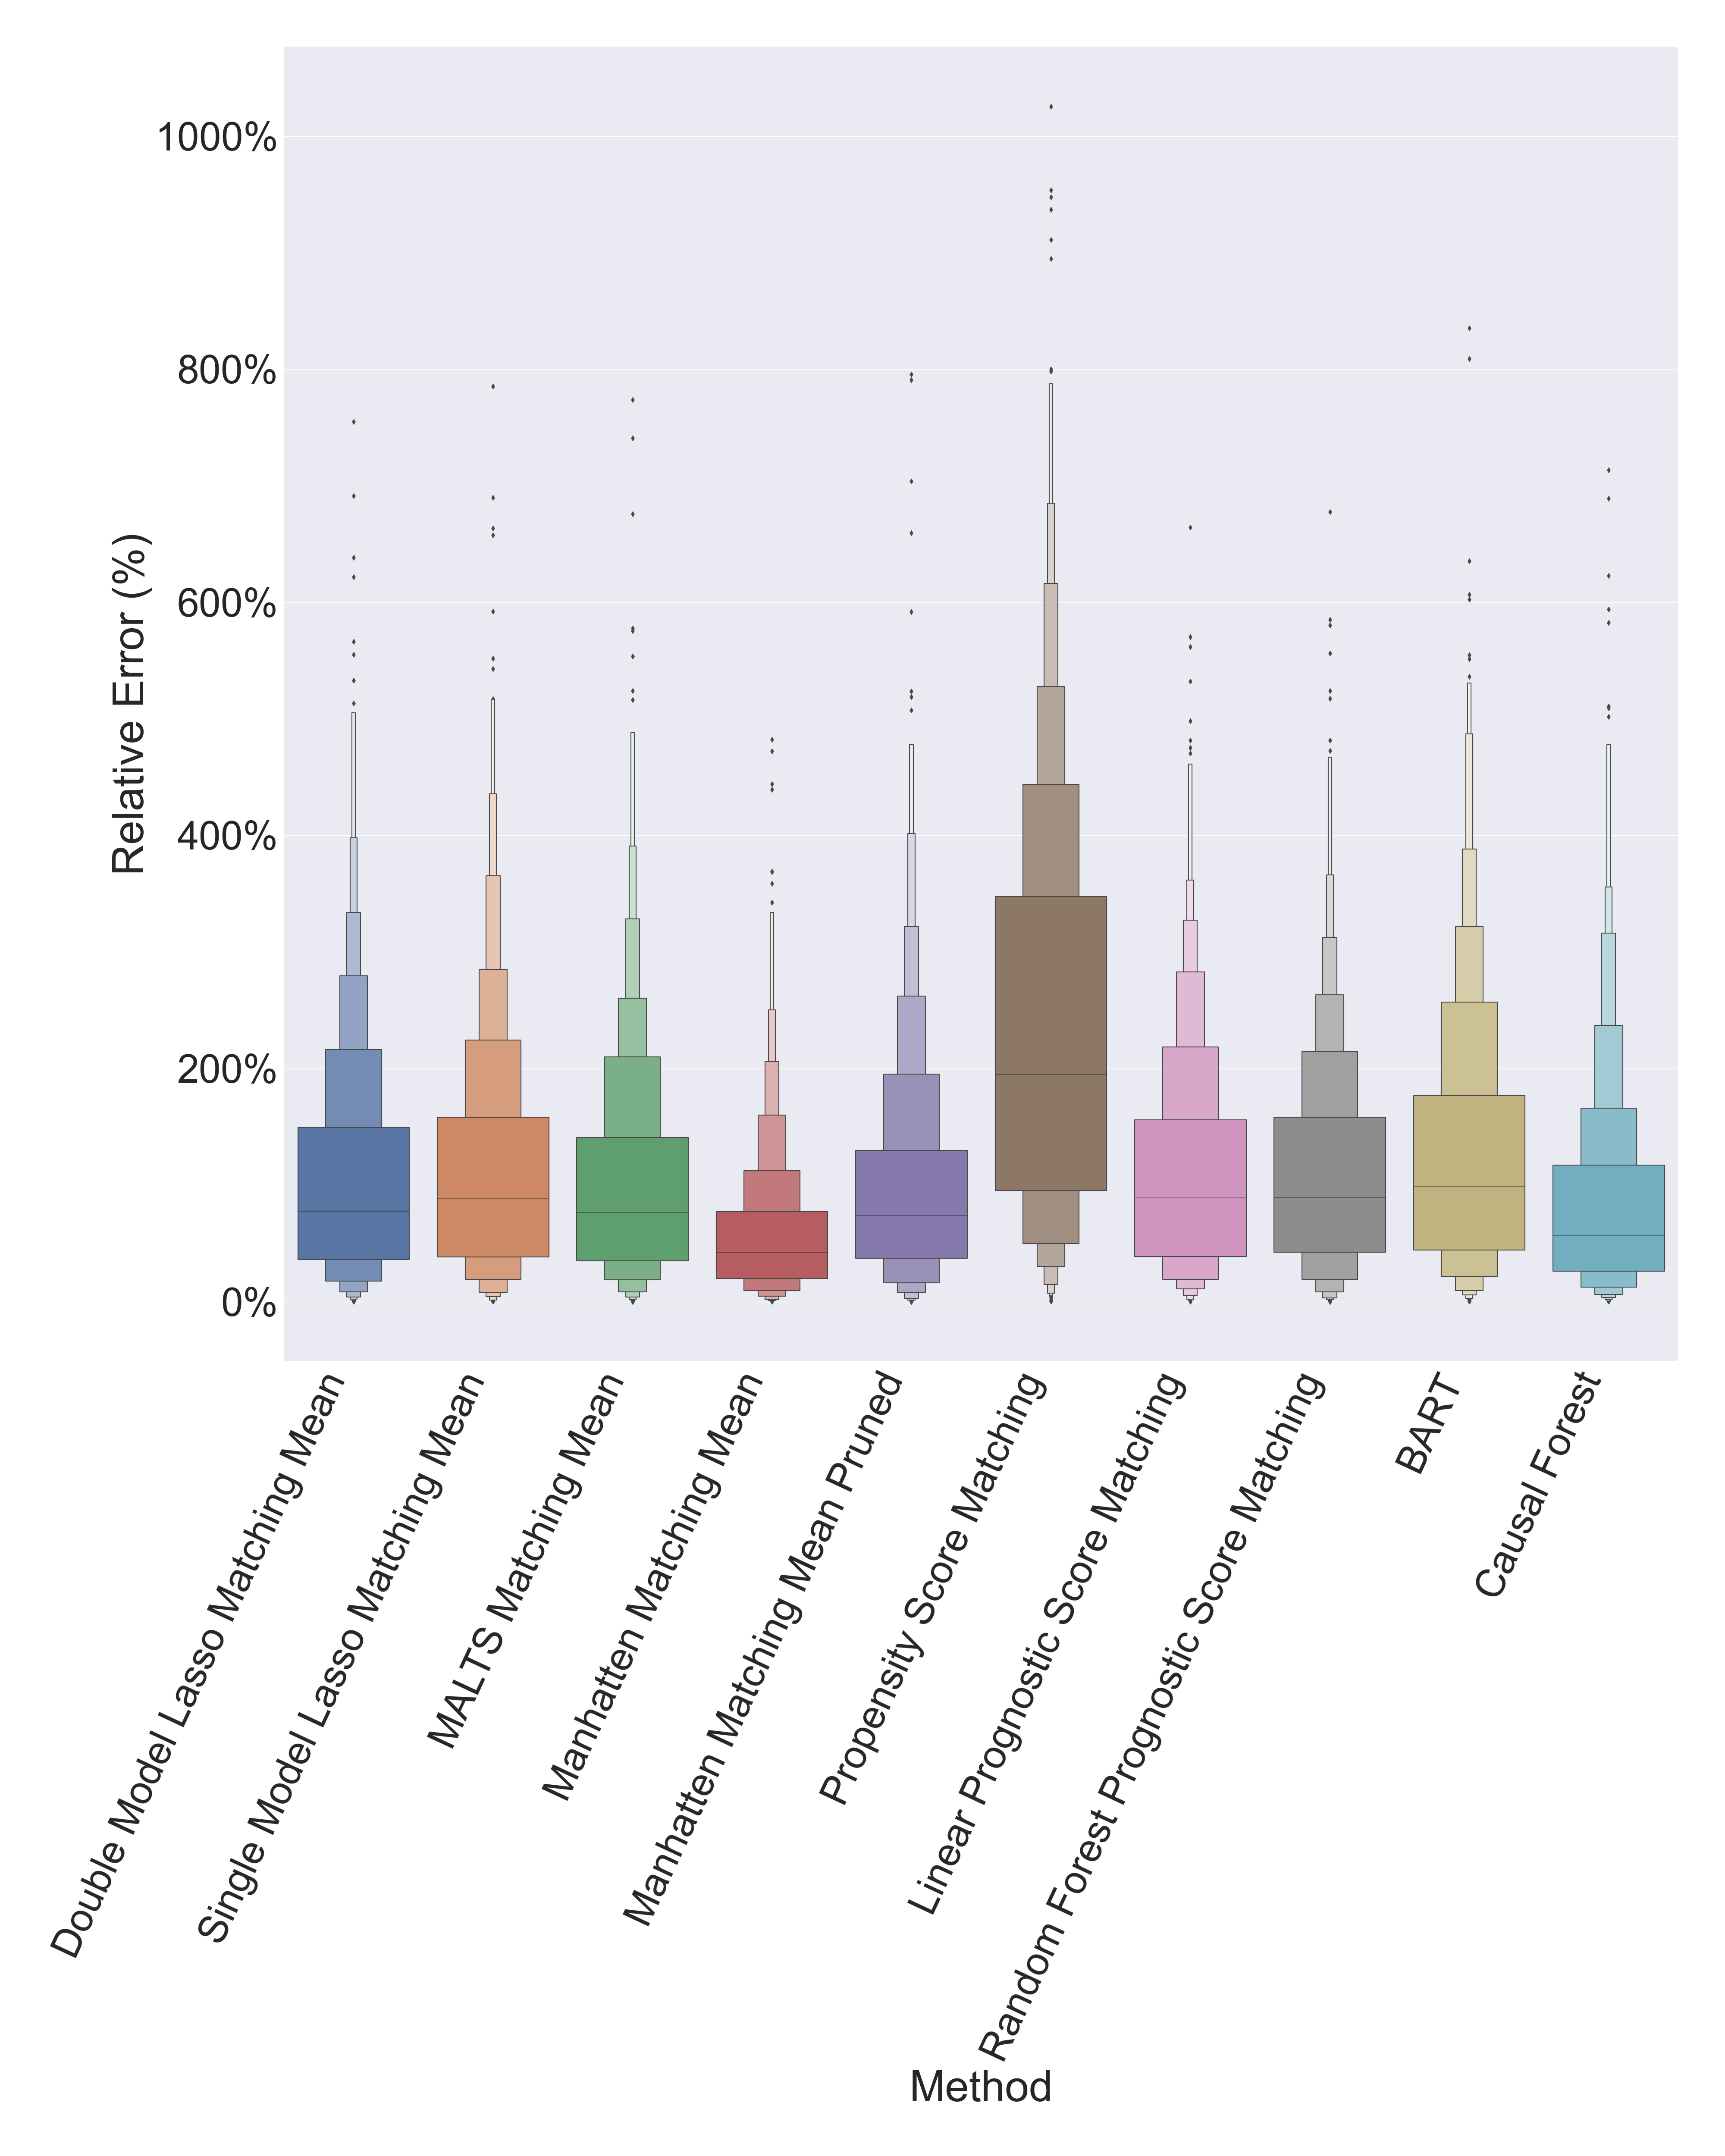 1000%
800%
600%
400%
200%
0%
Relative Error (%)
Double Model Lasso Matching Mean
Single Model Lasso Matching Mean
MALTS Matching Mean
Manhatten Matching Mean
Manhatten Matching Mean Pruned
Propensity Score Matching
Linear Prognostic Score Matching
Random Forest Prognostic Score Matching
BART
Causal Forest
Method